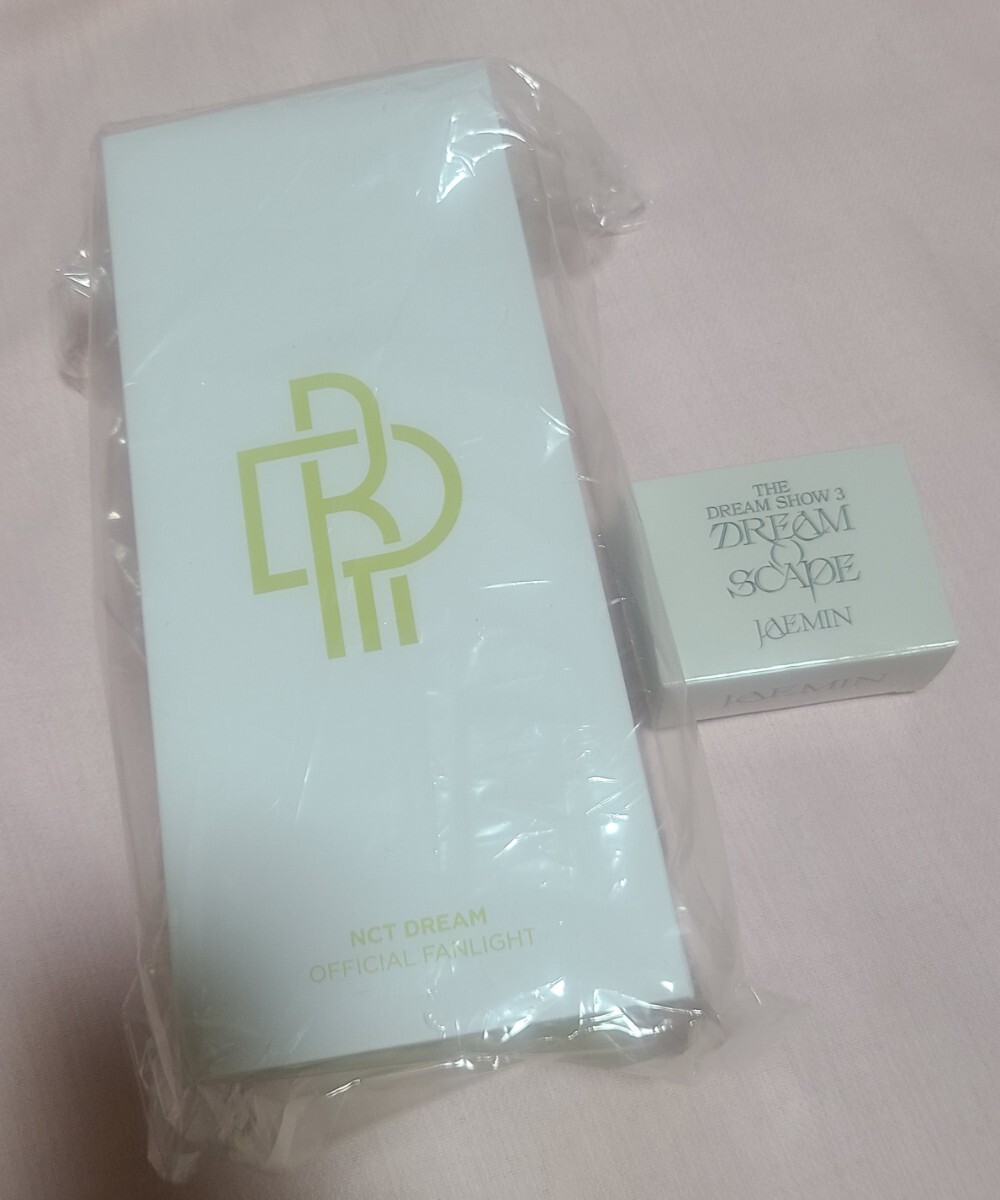 NCT DREAM
OFFICIAL FANLIGHT
THE
DREAM SHOW 3
DREAM
SCAPE
JAEMIN
JAEMIN